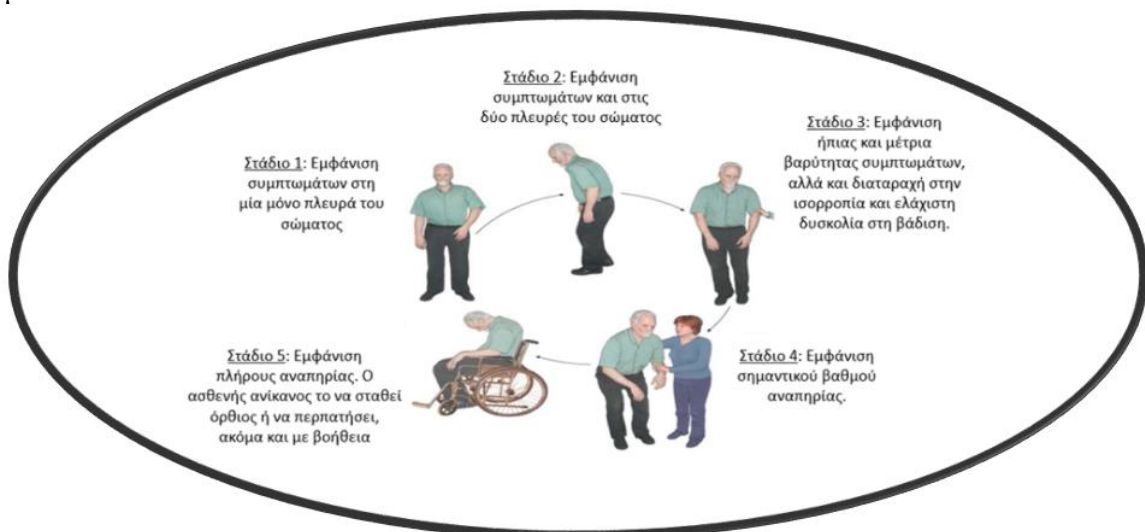 Στάδιο 1: Εμφάνιση
συμπτωμάτων στη
μία μόνο πλευρά του
σώματος
Στάδιο 2: Εμφάνιση
συμπτωμάτων και στις
δύο πλευρές του σώματος
Στάδιο 3: Εμφάνιση
ήπιας και μέτρια
βαρύτητας συμπτωμάτων,
αλλά και διαταραχή στην
ισορροπία και ελάχιστη
δυσκολία στη βάδιση.
Στάδιο 4: Εμφάνιση
σημαντικού βαθμού
αναπηρίας.
Στάδιο 5: Εμφάνιση
πλήρους αναπηρίας. Ο
ασθενής ανίκανος το να σταθεί
όρθιος ή να περπατήσει,
ακόμα και με βοήθεια